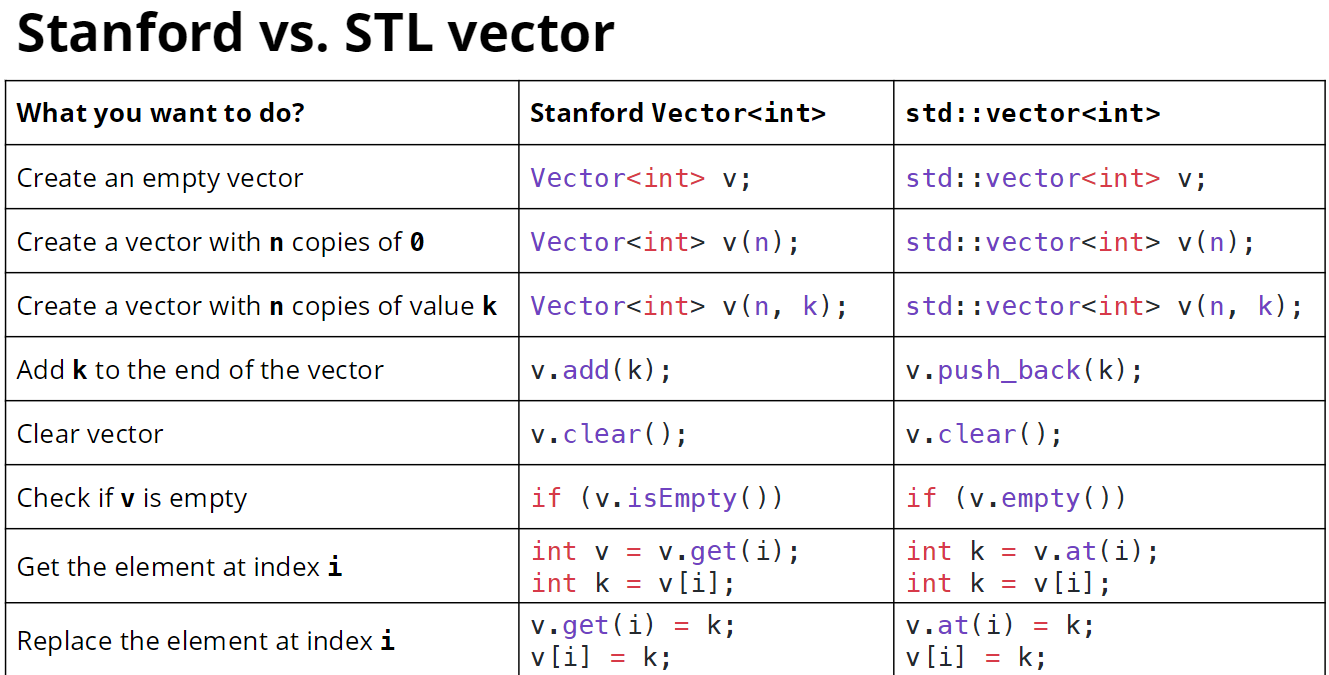 Stanford vs. STL vector
What you want to do?
Stanford Vector<int>
std::vector<int>
Create an empty vector
Vector<int> v;
std::vector<int> v;
Create a vector with n copies of 0
Vector<int> v(n);
std::vector<int> v(n);
Create a vector with n copies of value k
Vector<int> v(n, k);
std::vector<int> v(n, k);
Add k to the end of the vector
v.add(k);
v.push_back(k);
Clear vector
v.clear();
v.clear();
Check if v is empty
if (v.isEmpty())
if (v.empty())
Get the element at index i
int v = v.get(i);
int k = v[i];
int k = v.at(i);
int k = v[i];
Replace the element at index i
v.get(i) = k;
v[i] = k;
v.at(i) = k;
v[i] = k;